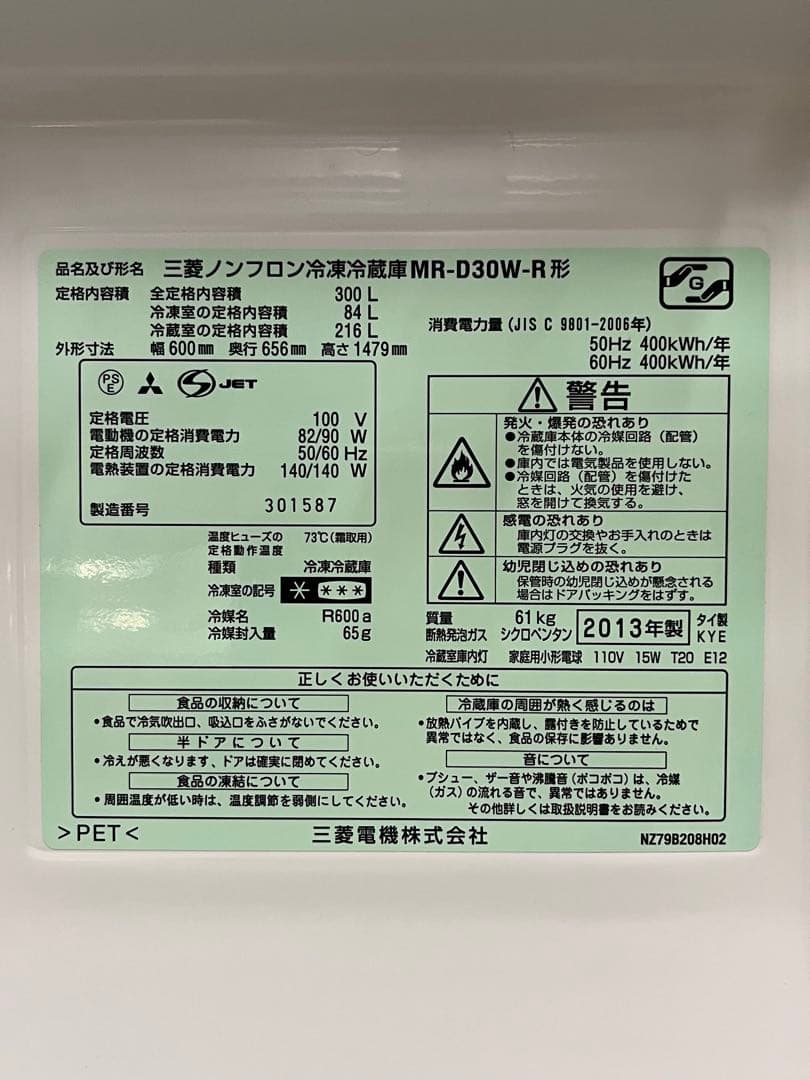 品名及び形名 三菱ノンフロン冷凍冷蔵庫MR-D30W-R形
定格内容積 全定格内容積 300 L
冷凍室の定格内容積 84 L
冷蔵室の定格内容積 216 L
外形寸法 幅600mm 奥行656mm 高さ1479mm
G
消費電力量(JIS C 9801-2006年)
50Hz 400kWh/年
60Hz 400kWh/年
PSE JET
定格電圧 100 V
電動機の定格消費電力 82/90 W
定格周波数 50/60 Hz
電熱装置の定格消費電力 140/140 W
製造番号 301587
温度ヒューズの定格動作温度 73℃(霜取用)
種類 冷凍冷蔵庫
冷凍室の記号
冷媒名 R600a
冷媒封入量 65g
警告
発火・爆発の恐れあり
●冷蔵庫本体の冷媒回路(配管)
を傷付けない。
●庫内では電気製品を使用しない。
●冷媒回路(配管)を傷付けた
ときは、火気の使用を避け、
窓を開けて換気する。
感電の恐れあり
庫内灯の交換やお手入れのときは
電源プラグを抜く。
幼児閉じ込めの恐れあり
保管時の幼児閉じ込めが懸念される
場合はドアパッキングをはずす。
質量 61kg
断熱発泡ガス シクロペンタン
2013年製
タイ製
KYE
冷蔵室庫内灯 家庭用小形電球 110V 15W T20 E12
正しくお使いいただくために
食品の収納について
・食品で冷気吹出口、吸込口をふさがないでください。
半ドアについて
・冷えが悪くなります、ドアは確実に閉めてください。
食品の凍結について
・周囲温度が低い時は、温度調節を弱側にしてください。
冷蔵庫の周囲が熱く感じるのは
・放熱パイプを内蔵し、露付きを防止しているためで
異常ではなく、食品の保存に影響ありません。
音について
・プシュー、ザー音や沸騰音(ポコポコ)は、冷媒
(ガス)の流れる音で、異常ではありません。
その他詳しくは取扱説明書をお読みください。
>PET<
三菱電機株式会社
NZ79B208H02